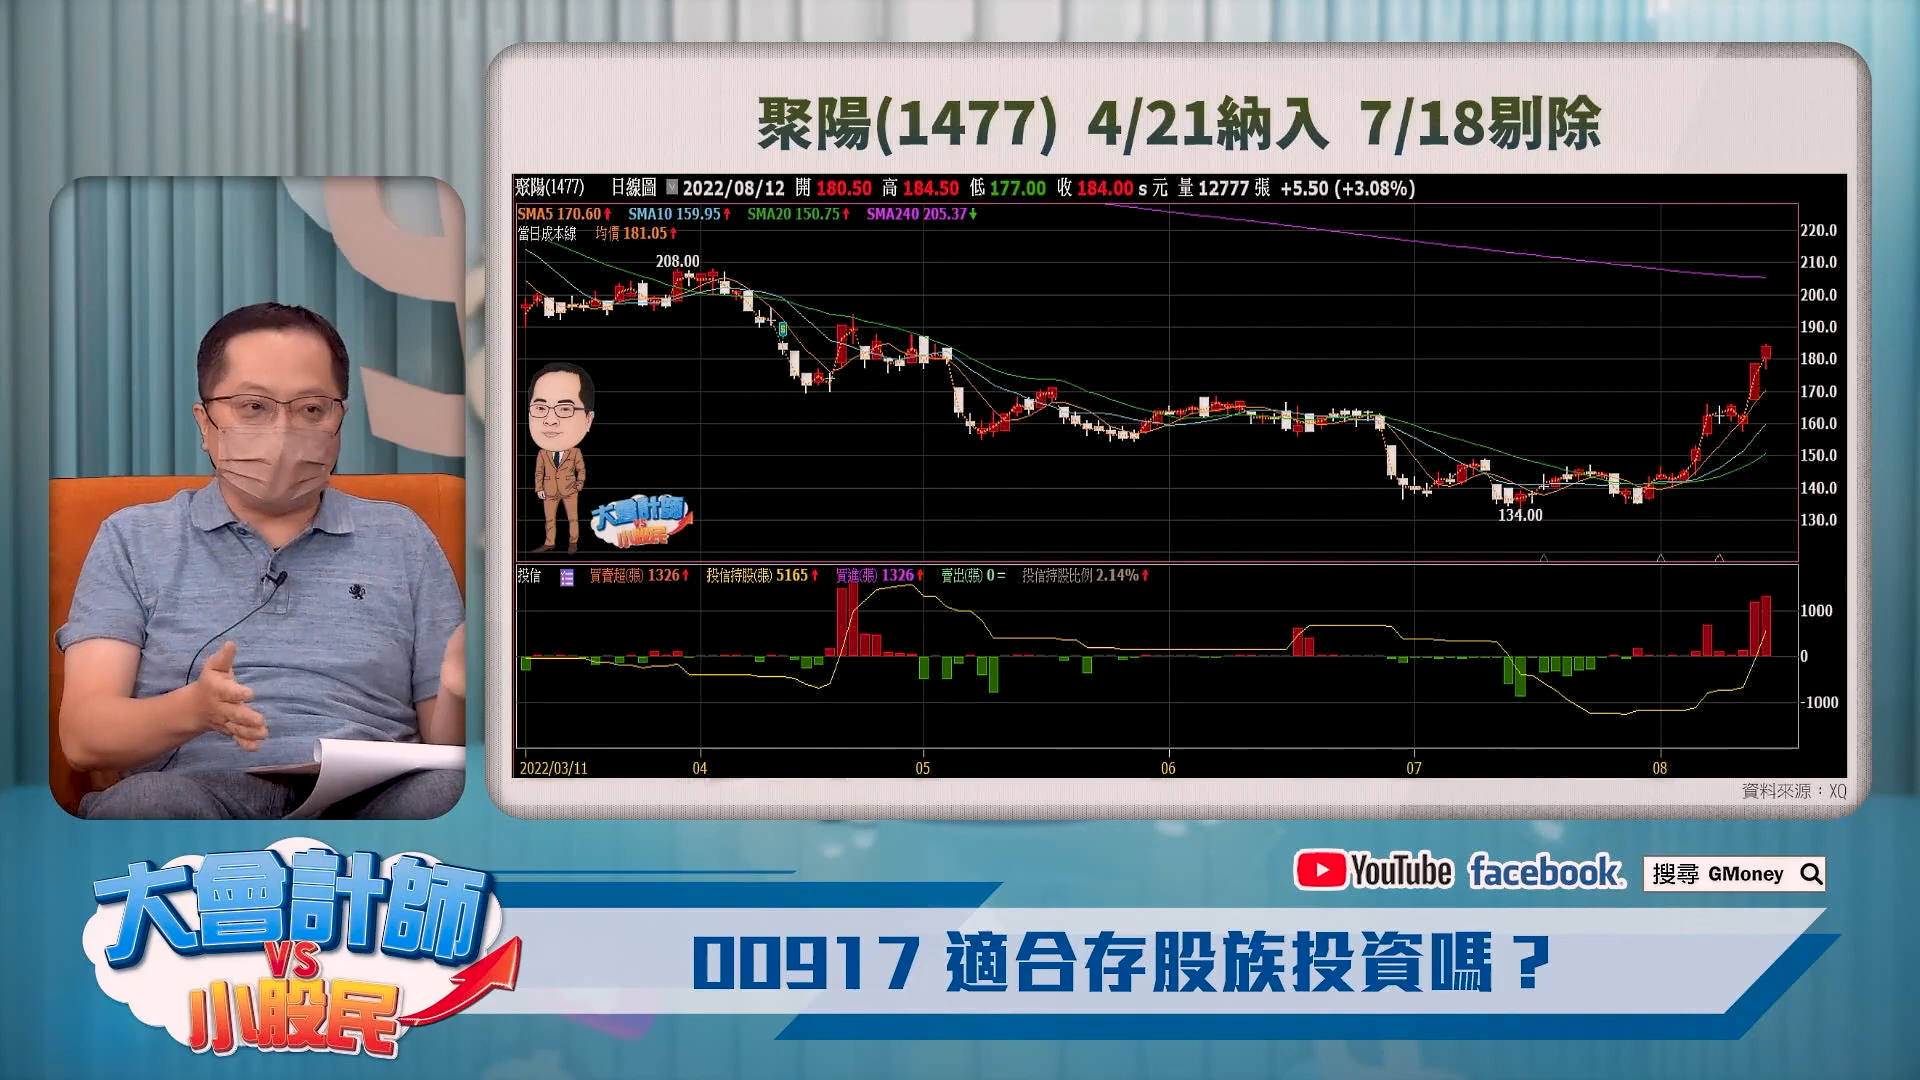 聚陽(1477) 4/21納入 7/18剔除
聚陽(1477) 日線圖 2022/08/12 開 180.50 高 184.50 低 177.00 收 184.00 s 元 量 12777 張 +5.50 (+3.08%)
SMA5 170.60↑ SMA10 159.95↑ SMA20 150.75↑ SMA240 205.37↓
當日成本線 均價 181.05↑
208.00
220.0
210.0
200.0
190.0
180.0
170.0
160.0
150.0
140.0
130.0
134.00
大會計師
vs
小股民
投信 買賣超(張) 1326↑ 投信持股(張) 5165↑ 買進(張) 1326↑ 賣出(張) 0= 投信持股比例 2.14%↑
1000
0
-1000
2022/03/11 04 05 06 07 08
資料來源：XQ
YouTube facebook. 搜尋 GMoney
大會計師
VS
小股民
00917 適合存股族投資嗎？